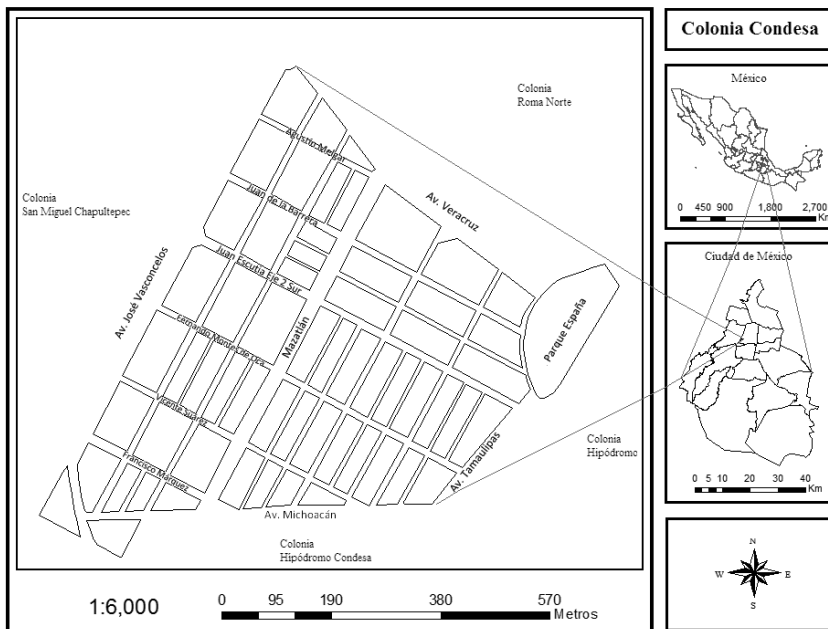 Colonia Condesa
Colonia
Roma Norte
Colonia
San Miguel Chapultepec
Agustín Melgar
Juan de la Barrera
Av. Veracruz
Juan Escutia Eje 2 Sur
Av. José Vasconcelos
Mazatlán
Fernando Montes de Oca
Parque España
Vicente Suárez
Francisco Márquez
Av. Tamaulipas
Colonia
Hipódromo
Av. Michoacán
Colonia
Hipódromo Condesa
1:6,000
0 95 190 380 570
Metros
México
0 450 900 1,800 2,700
Km
Ciudad de México
0 5 10 20 30 40
Km
N
W E
S